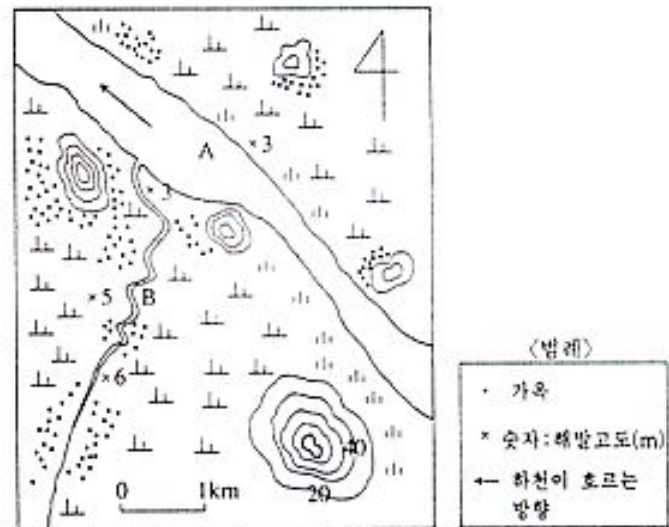 A
×3
×3
×5
B
×6
40
20
0 1km
<범례>
· 가옥
× 숫자:해발고도(m)
← 하천이 흐르는
방향